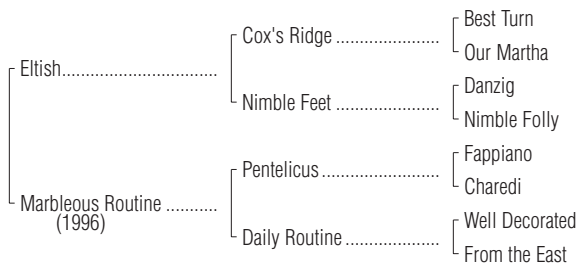 Best Turn
Cox's Ridge ........................
Our Martha
Eltish....................................
Danzig
Nimble Feet ........................
Nimble Folly
Fappiano
Pentelicus ...........................
Charedi
Marbleous Routine ............
(1996)
Well Decorated
Daily Routine ......................
From the East